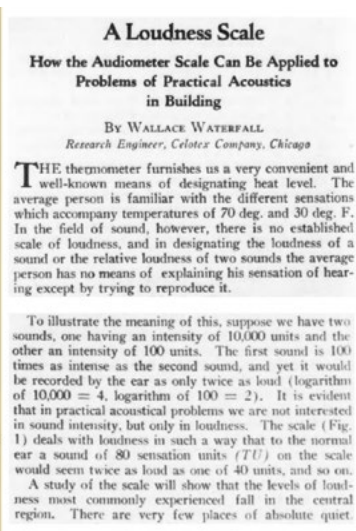 A Loudness Scale
How the Audiometer Scale Can Be Applied to
Problems of Practical Acoustics
in Building
By Wallace Waterfall
Research Engineer, Celotex Company, Chicago
THE thermometer furnishes us a very convenient and
well-known means of designating heat level. The
average person is familiar with the different sensations
which accompany temperatures of 70 deg. and 30 deg. F.
In the field of sound, however, there is no established
scale of loudness, and in designating the loudness of a
sound or the relative loudness of two sounds the average
person has no means of explaining his sensation of hear-
ing except by trying to reproduce it.
To illustrate the meaning of this, suppose we have two
sounds, one having an intensity of 10,000 units and the
other an intensity of 100 units. The first sound is 100
times as intense as the second sound, and yet it would
be recorded by the ear as only twice as loud (logarithm
of 10,000 = 4, logarithm of 100 = 2). It is evident
that in practical acoustical problems we are not interested
in sound intensity, but only in loudness. The scale (Fig.
1) deals with loudness in such a way that to the normal
ear a sound of 80 sensation units (TU) on the scale
would seem twice as loud as one of 40 units, and so on.
A study of the scale will show that the levels of loud-
ness most commonly experienced fall in the central
region. There are very few places of absolute quiet.